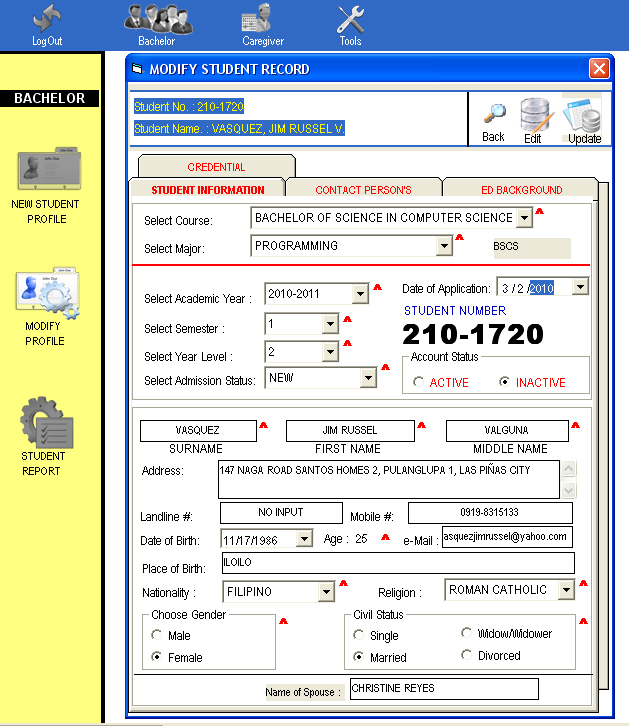 LogOut Bachelor Caregiver Tools
MODIFY STUDENT RECORD
BACHELOR
NEW STUDENT
PROFILE
MODIFY
PROFILE
STUDENT
REPORT
Student No. : 210-1720
Student Name. : VASQUEZ, JIM RUSSEL V.
Back Edit Update
CREDENTIAL
STUDENT INFORMATION CONTACT PERSON'S ED BACKGROUND
Select Course: BACHELOR OF SCIENCE IN COMPUTER SCIENCE
Select Major: PROGRAMMING BSCS
Select Academic Year : 2010-2011 Date of Application: 3 / 2 /2010
Select Semester : 1 STUDENT NUMBER
210-1720
Select Year Level : 2 Account Status
Select Admission Status: NEW ACTIVE INACTIVE
VASQUEZ JIM RUSSEL VALGUNA
SURNAME FIRST NAME MIDDLE NAME
Address: 147 NAGA ROAD SANTOS HOMES 2, PULANGLUPA 1, LAS PIÑAS CITY
Landline #: NO INPUT Mobile #: 0919-8315133
Date of Birth: 11/17/1986 Age : 25 e-Mail : asquezjimrussel@yahoo.com
Place of Birth: ILOILO
Nationality : FILIPINO Religion : ROMAN CATHOLIC
Choose Gender Civil Status
Male Single Widow/Widower
Female Married Divorced
Name of Spouse : CHRISTINE REYES